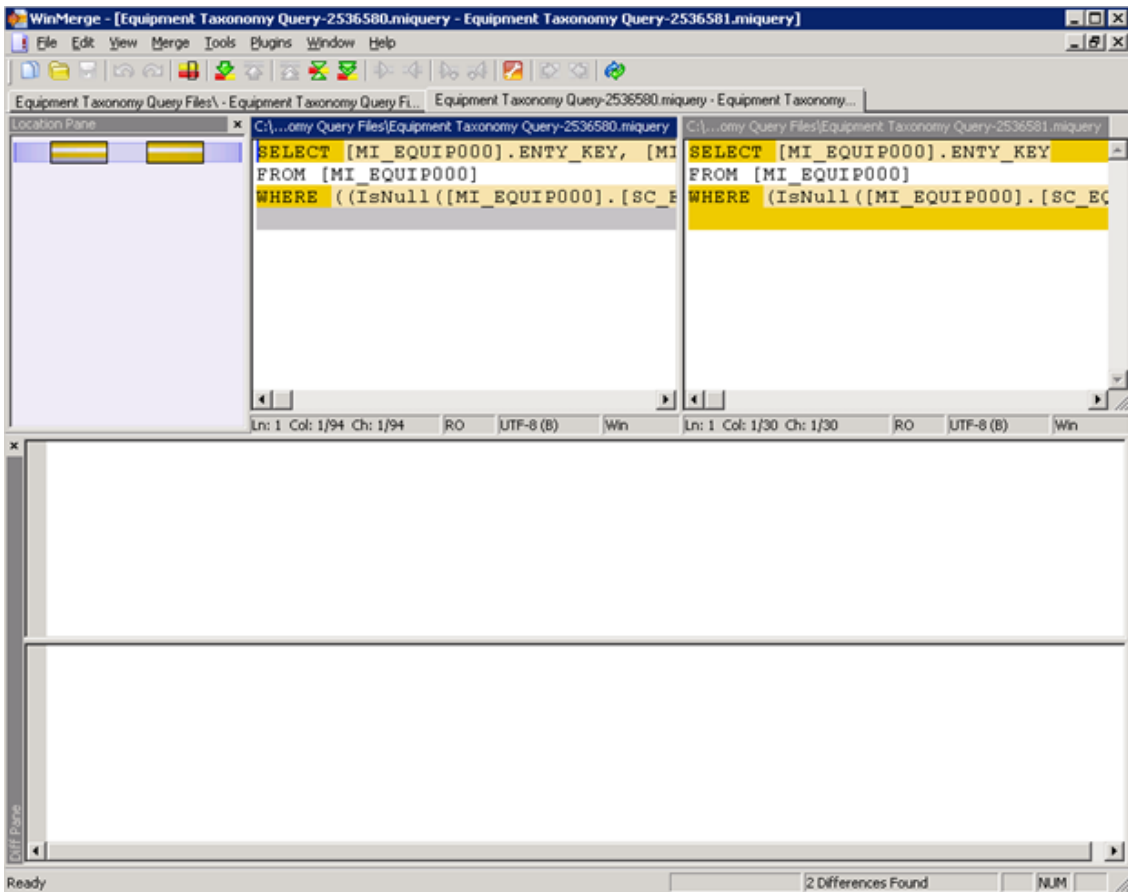 WinMerge - [Equipment Taxonomy Query-2536580.miquery - Equipment Taxonomy Query-2536581.miquery]
File Edit View Merge Tools Plugins Window Help
Equipment Taxonomy Query Files\ - Equipment Taxonomy Query Fi... Equipment Taxonomy Query-2536580.miquery - Equipment Taxonomy...
Location Pane x C:\...omy Query Files\Equipment Taxonomy Query-2536580.miquery C:\...omy Query Files\Equipment Taxonomy Query-2536581.miquery
SELECT [MI_EQUIP000].ENTY_KEY, [MI SELECT [MI_EQUIP000].ENTY_KEY
FROM [MI_EQUIP000] FROM [MI_EQUIP000]
WHERE ((IsNull([MI_EQUIP000].[SC_E WHERE (IsNull([MI_EQUIP000].[SC_EQ
Ln: 1 Col: 1/94 Ch: 1/94 RO UTF-8 (B) Win Ln: 1 Col: 1/30 Ch: 1/30 RO UTF-8 (B) Win
x
Diff Pane
Ready 2 Differences Found NUM